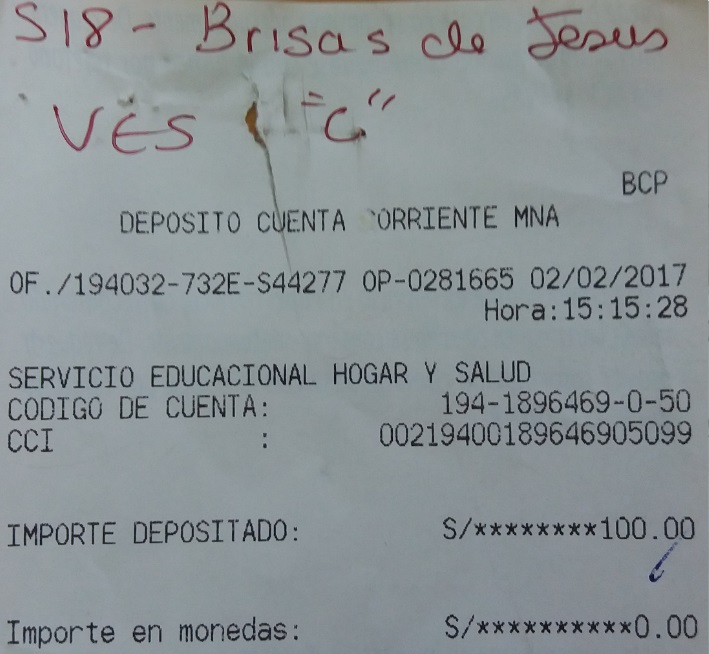 S18 - Brisas de Jesus
VES "C"
BCP
DEPOSITO CUENTA CORRIENTE MNA
OF./194032-732E-S44277 OP-0281665 02/02/2017
Hora:15:15:28
SERVICIO EDUCACIONAL HOGAR Y SALUD
CODIGO DE CUENTA: 194-1896469-0-50
CCI : 00219400189646905099
IMPORTE DEPOSITADO: S/********100.00
Importe en monedas: S/**********0.00